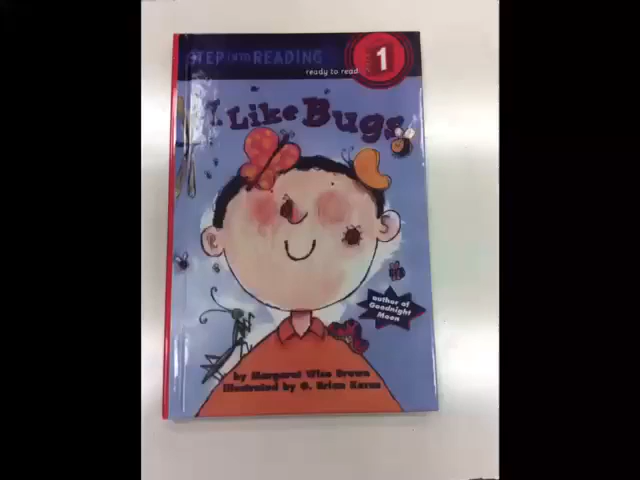 STEP INTO READING
1
ready to read
I Like Bugs
author of
Goodnight
Moon
by Margaret Wise Brown
illustrated by G. Brian Karas